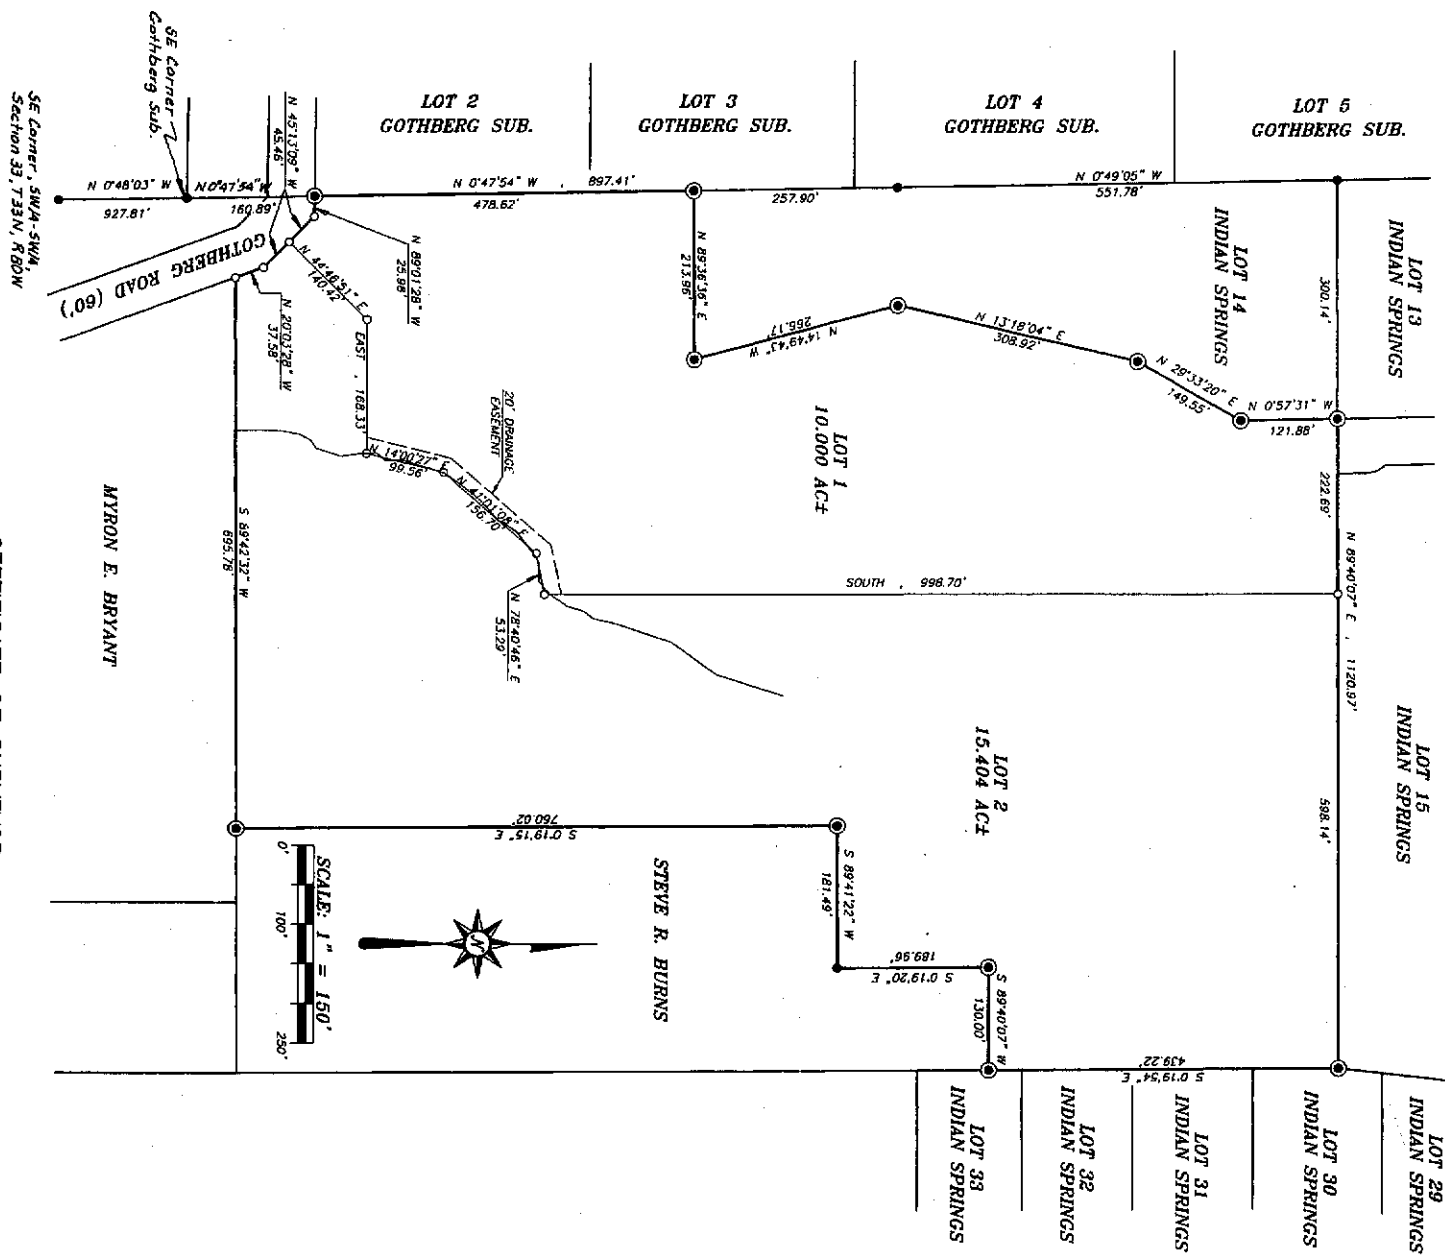 LOT 2
GOTHBERG SUB.
LOT 3
GOTHBERG SUB.
LOT 4
GOTHBERG SUB.
LOT 5
GOTHBERG SUB.
SE Corner
Gothberg Sub.
SE Corner, SW¼-SW¼,
Section 33, T33N, R80W
N 0°48'03" W
927.81'
N 0°47'54" W
160.89'
N 45°13'09" W
45.46'
N 0°47'54" W , 897.41'
478.62'
257.90'
N 0°49'05" W
551.78'
GOTHBERG ROAD (60')
N 89°01'28" W
25.98'
N 44°46'51" E
140.42'
N 20°03'28" W
37.58'
EAST , 168.33'
N 14°00'27" E
99.56'
N 41°01'08" E
156.70'
N 78°40'46" E
53.29'
20' DRAINAGE
EASEMENT
N 89°36'36" E
213.96'
N 14°49'43" W
265.17'
N 13°18'04" E
308.92'
N 29°33'20" E
149.55'
N 0°57'31" W
121.88'
LOT 14
INDIAN SPRINGS
LOT 13
INDIAN SPRINGS
300.14'
222.69'
N 89°40'07" E , 1120.97'
598.14'
LOT 1
10.000 AC±
SOUTH , 998.70'
LOT 15
INDIAN SPRINGS
LOT 2
15.404 AC±
MYRON E. BRYANT
S 89°42'32" W
695.78'
S 0°19'15" E
760.02'
S 89°41'22" W
181.49'
S 0°19'20" E
189.96'
S 89°40'07" W
130.00'
S 0°19'54" E
439.22'
STEVE R. BURNS
N
SCALE: 1" = 150'
0' 100' 250'
LOT 33
INDIAN SPRINGS
LOT 32
INDIAN SPRINGS
LOT 31
INDIAN SPRINGS
LOT 30
INDIAN SPRINGS
LOT 29
INDIAN SPRINGS